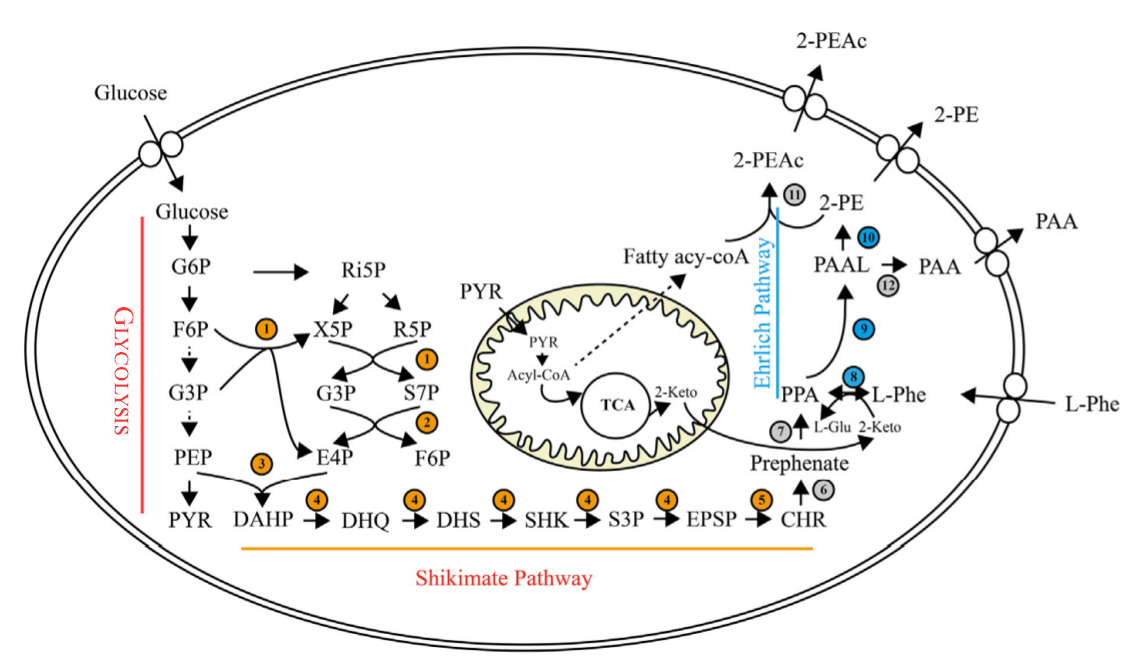 2-PEAc
Glucose
2-PE
2-PEAc
11
2-PE
Glucose
PAA
10
Fatty acy-coA
PAAL
PAA
G6P
Ri5P
12
PYR
Ehrlich Pathway
GLYCOLYSIS
F6P
1
X5P
R5P
9
PYR
1
Acyl-CoA
8
G3P
G3P
S7P
TCA
2-Keto
PPA
L-Phe
L-Phe
2
7
L-Glu
2-Keto
PEP
3
E4P
F6P
Prephenate
4
4
4
4
4
5
6
PYR
DAHP
DHQ
DHS
SHK
S3P
EPSP
CHR
Shikimate Pathway